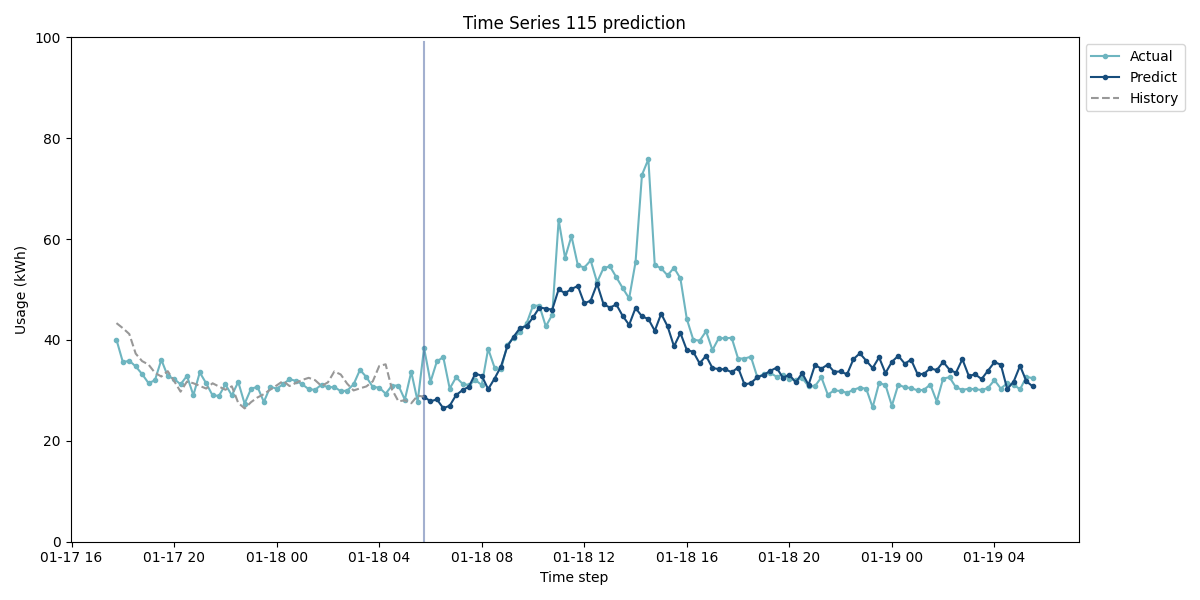 Time Series 115 prediction
100
80
60
40
20
0
Usage (kWh)
01-17 16 01-17 20 01-18 00 01-18 04 01-18 08 01-18 12 01-18 16 01-18 20 01-19 00 01-19 04
Time step
Actual
Predict
History